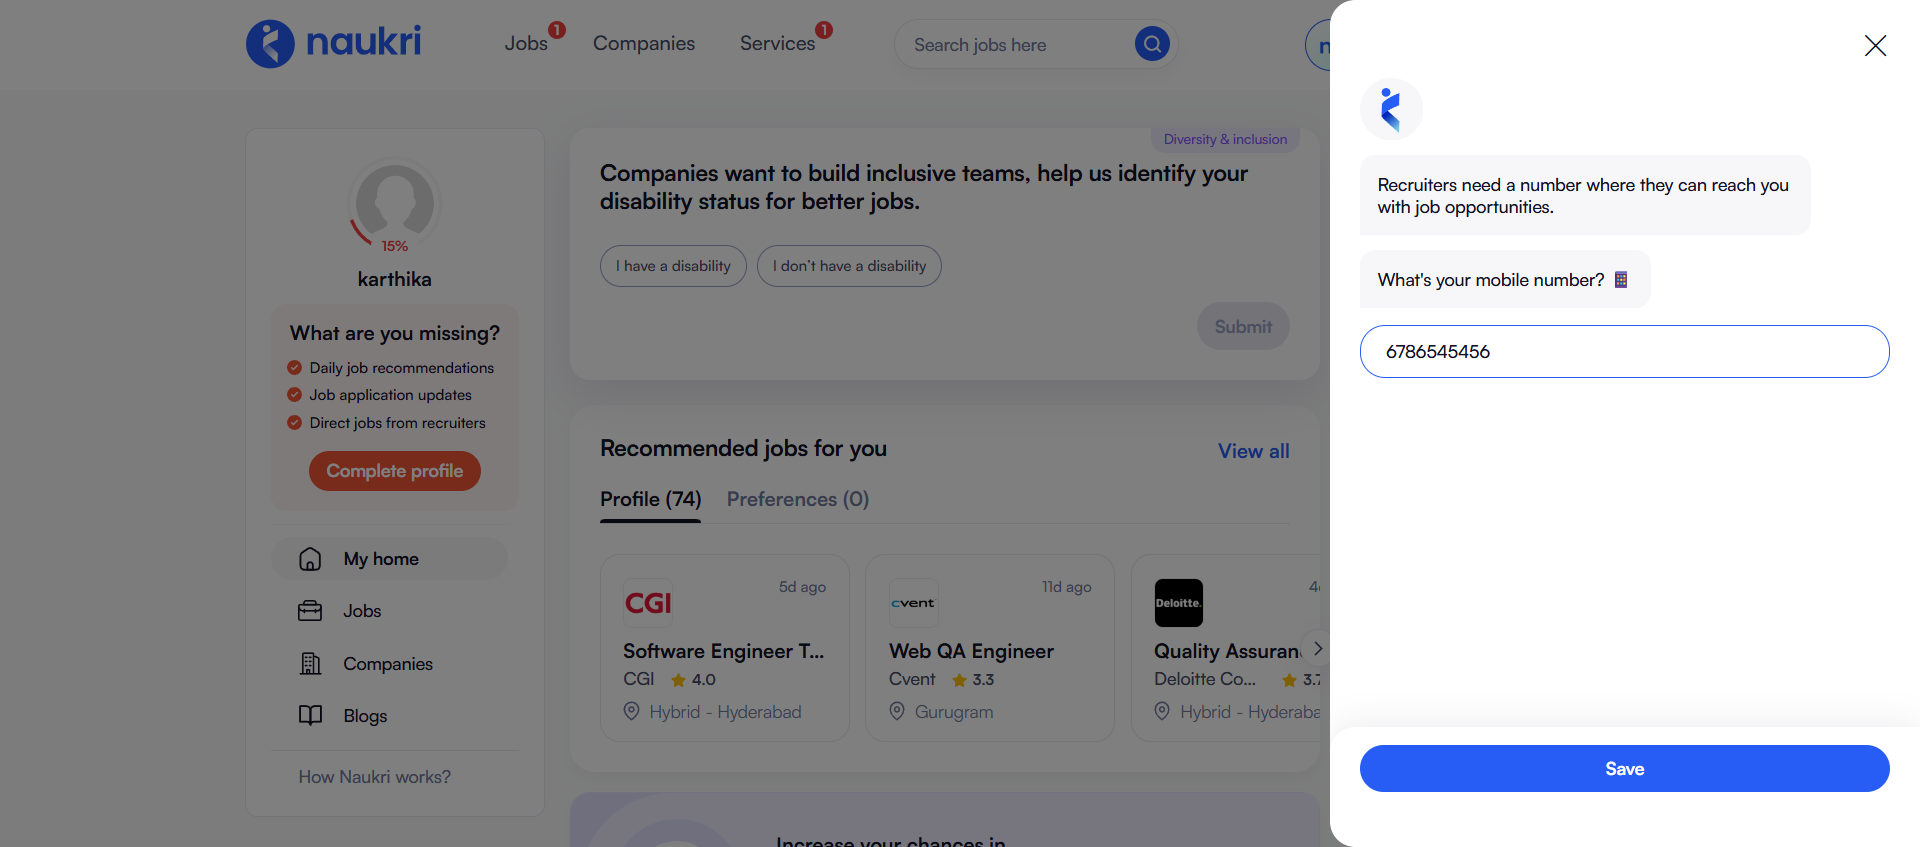 naukri
Jobs 1
Companies
Services 1
Search jobs here
Diversity & inclusion
Companies want to build inclusive teams, help us identify your
disability status for better jobs.
I have a disability
I don't have a disability
Submit
15%
karthika
What are you missing?
Daily job recommendations
Job application updates
Direct jobs from recruiters
Complete profile
My home
Jobs
Companies
Blogs
How Naukri works?
Recommended jobs for you
View all
Profile (74)
Preferences (0)
CGI
5d ago
Software Engineer T...
CGI 4.0
Hybrid - Hyderabad
cvent
11d ago
Web QA Engineer
Cvent 3.3
Gurugram
Deloitte.
Quality Assuran
Deloitte Co... 3.7
Hybrid - Hyderaba
Increase your chances in
Recruiters need a number where they can reach you
with job opportunities.
What's your mobile number?
6786545456
Save